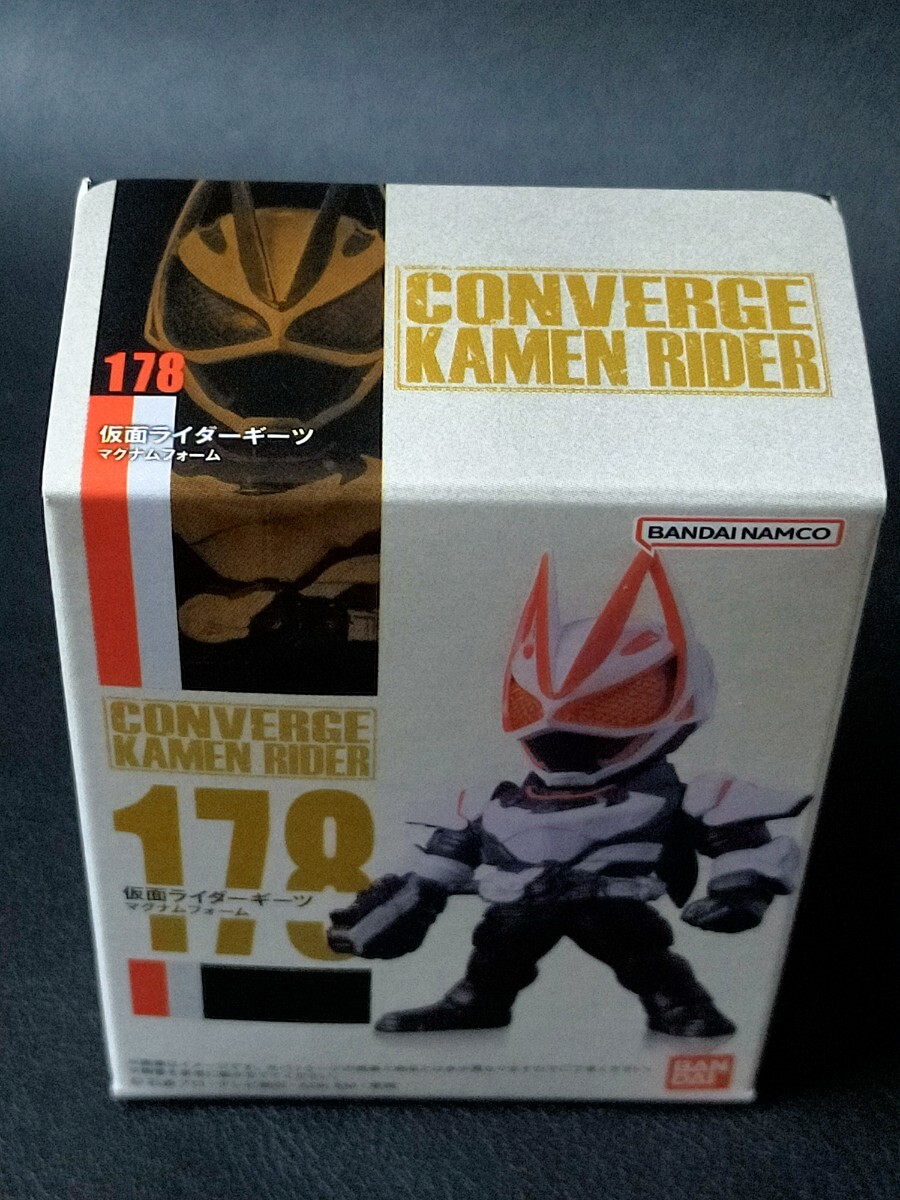 CONVERGE
KAMEN RIDER
178
仮面ライダーギーツ
マグナムフォーム
BANDAI NAMCO
CONVERGE
KAMEN RIDER
178
仮面ライダーギーツ
マグナムフォーム
BAN
DAI